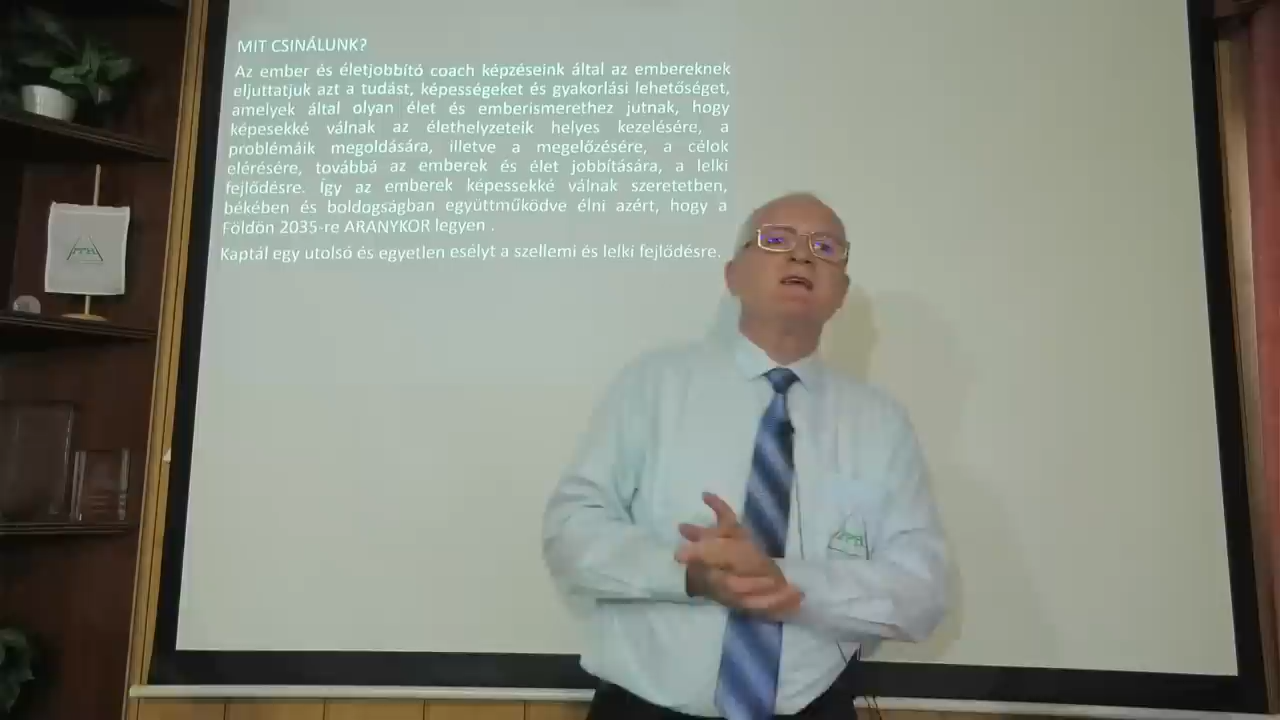 MIT CSINÁLUNK?
Az ember és életjobbító coach képzéseink által az embereknek
eljuttatjuk azt a tudást, képességeket és gyakorlási lehetőséget,
amelyek által olyan élet és emberismerethez jutnak, hogy
képesekké válnak az élethelyzeteik helyes kezelésére, a
problémáik megoldására, illetve a megelőzésére, a célok
elérésére, továbbá az emberek és élet jobbítására, a lelki
fejlődésre. Így az emberek képessekké válnak szeretetben,
békében és boldogságban együttműködve élni azért, hogy a
Földön 2035-re ARANYKOR legyen .
Kaptál egy utolsó és egyetlen esélyt a szellemi és lelki fejlődésre.